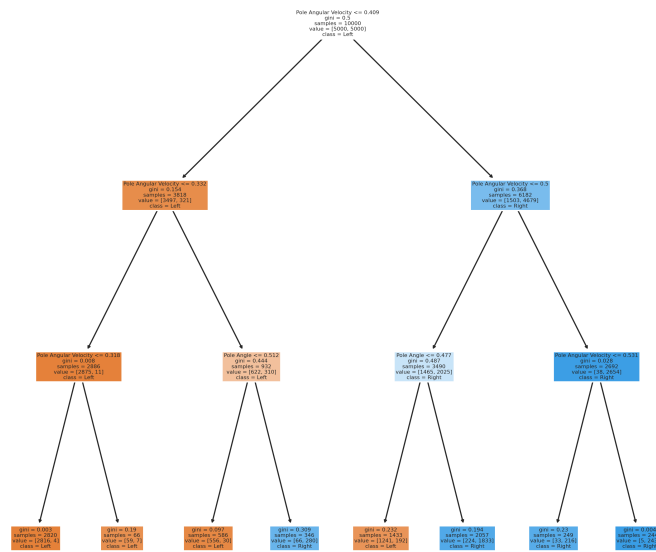 Pole Angular Velocity <= 0.409
gini = 0.5
samples = 10000
value = [5000, 5000]
class = Left
Pole Angular Velocity <= 0.332
gini = 0.154
samples = 3818
value = [3497, 321]
class = Left
Pole Angular Velocity <= 0.5
gini = 0.368
samples = 6182
value = [1503, 4679]
class = Right
Pole Angular Velocity <= 0.318
gini = 0.008
samples = 2886
value = [2875, 11]
class = Left
Pole Angle <= 0.512
gini = 0.444
samples = 932
value = [622, 310]
class = Left
Pole Angle <= 0.477
gini = 0.487
samples = 3490
value = [1465, 2025]
class = Right
Pole Angular Velocity <= 0.531
gini = 0.028
samples = 2692
value = [38, 2654]
class = Right
gini = 0.003
samples = 2820
value = [2816, 4]
class = Left
gini = 0.19
samples = 66
value = [59, 7]
class = Left
gini = 0.097
samples = 586
value = [556, 30]
class = Left
gini = 0.309
samples = 346
value = [66, 280]
class = Right
gini = 0.232
samples = 1433
value = [1241, 192]
class = Left
gini = 0.194
samples = 2057
value = [224, 1833]
class = Right
gini = 0.23
samples = 249
value = [33, 216]
class = Right
gini = 0.004
samples = 244
value = [5, 243
class = Right